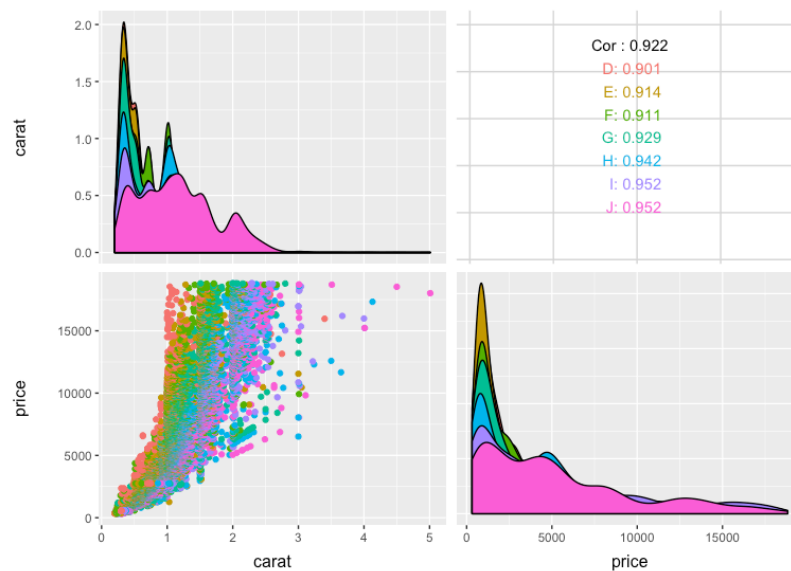 carat
2.0
1.5
1.0
0.5
0.0
Cor : 0.922
D: 0.901
E: 0.914
F: 0.911
G: 0.929
H: 0.942
I: 0.952
J: 0.952
price
15000
10000
5000
0
0 1 2 3 4 5
carat
0 5000 10000 15000
price